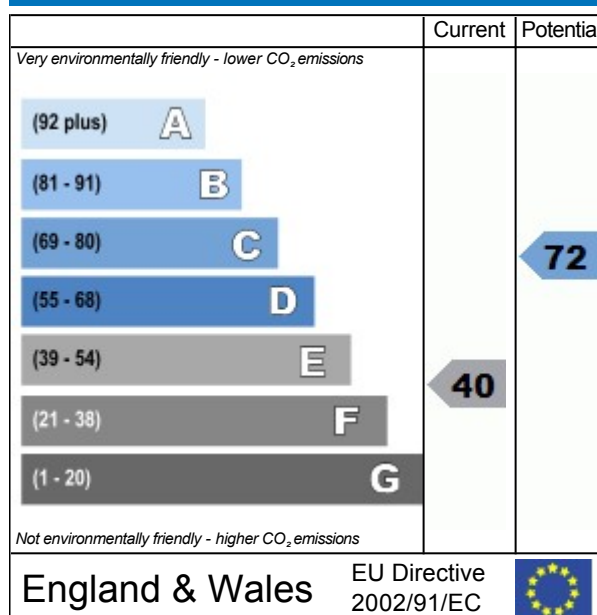 Current Potentia
Very environmentally friendly - lower CO₂ emissions
(92 plus) A
(81 - 91) B
(69 - 80) C
72
(55 - 68) D
(39 - 54) E
40
(21 - 38) F
(1 - 20) G
Not environmentally friendly - higher CO₂ emissions
England & Wales
EU Directive
2002/91/EC